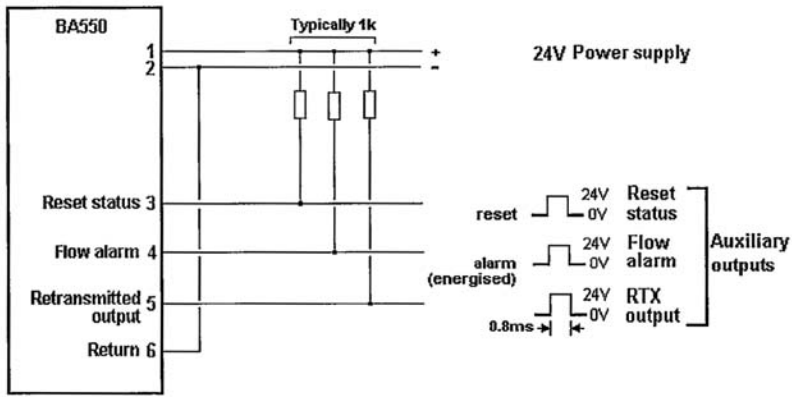 BA550
Typically 1k
1
+
2
-
24V Power supply
Reset status 3
reset
24V
0V
Reset
status
Flow alarm 4
alarm
(energised)
24V
0V
Flow
alarm
Auxiliary
outputs
Retransmitted
output
5
24V
0V
RTX
output
0.8ms
Return 6